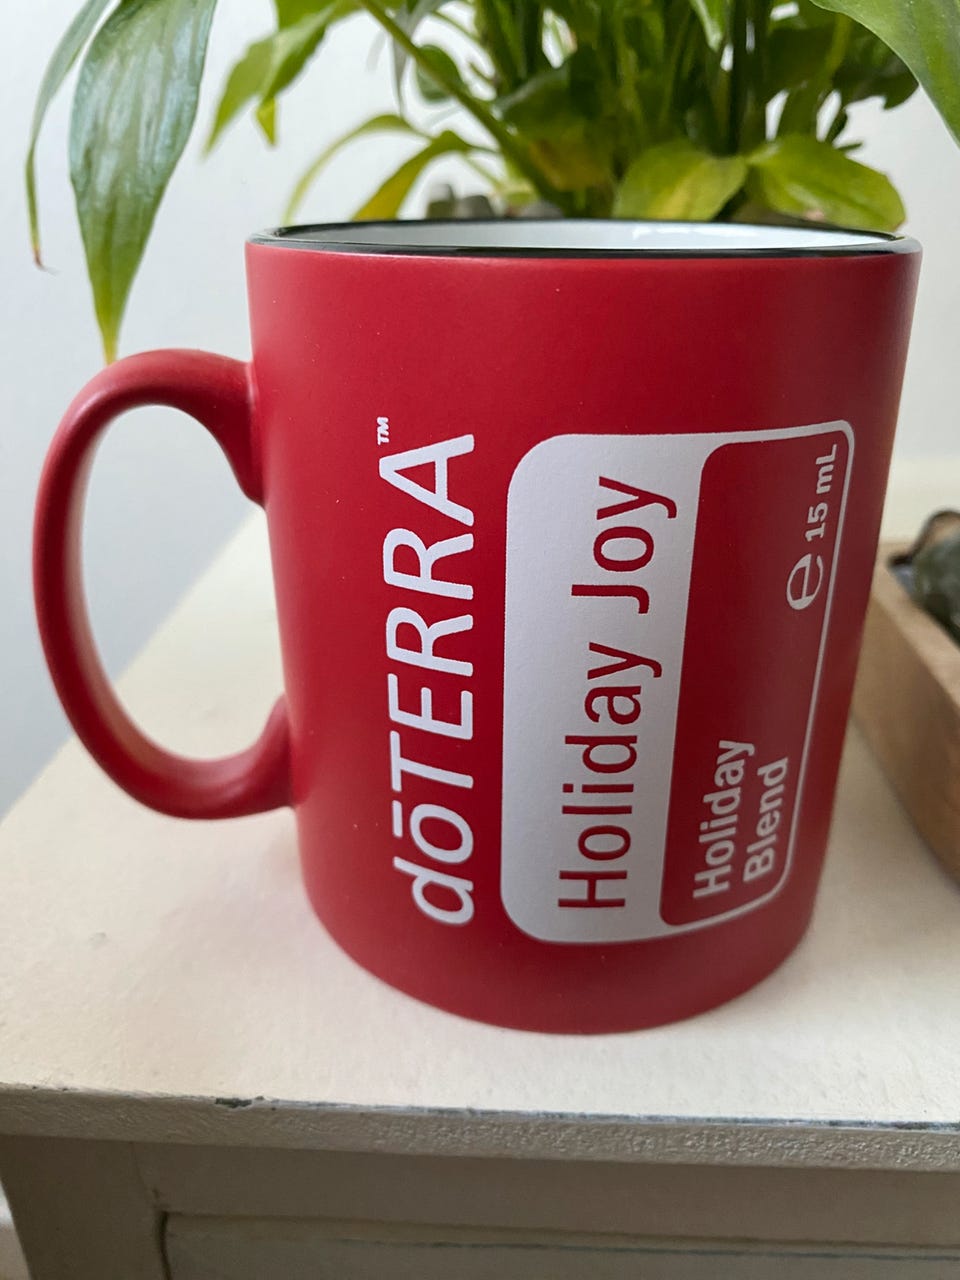 dōTERRA™
Holiday Joy
Holiday
Blend
℮ 15 mL